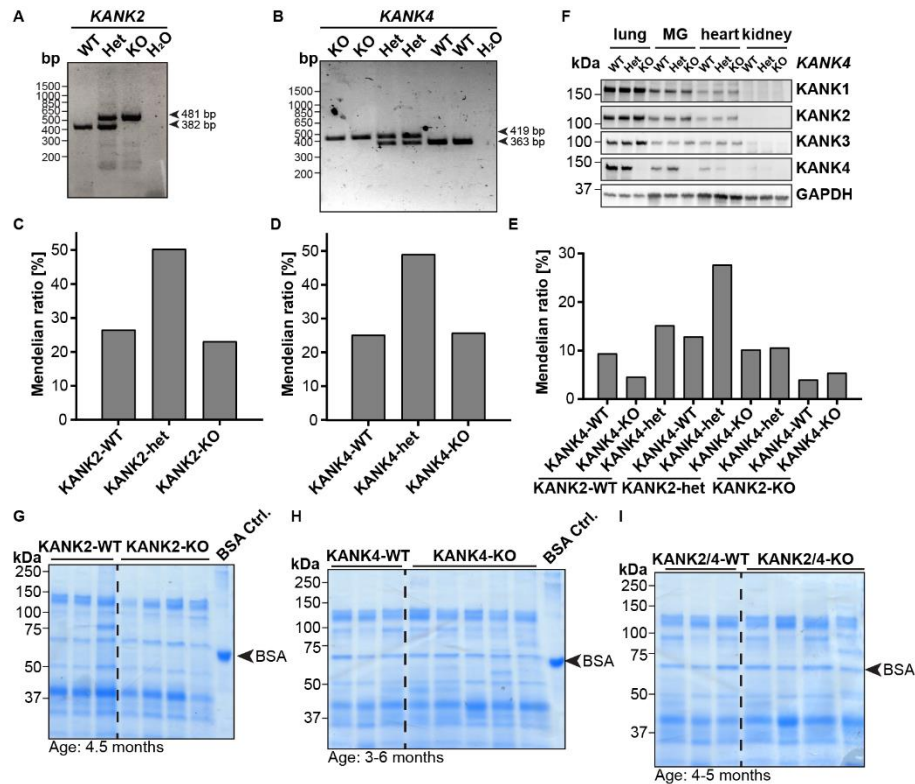 A
KANK2
WT Het KO H₂O
bp
1500
1000
850
650
500
400
300
200
481 bp
382 bp
B
KANK4
KO KO Het Het WT WT H₂O
bp
1500
1000
850
650
500
400
300
200
419 bp
363 bp
F
lung MG heart kidney
WT Het KO WT Het KO WT Het KO WT Het KO
kDa
KANK4
150
KANK1
100
KANK2
100
KANK3
150
KANK4
37
GAPDH
C
Mendelian ratio [%]
50
40
30
20
10
0
KANK2-WT
KANK2-het
KANK2-KO
D
Mendelian ratio [%]
50
40
30
20
10
0
KANK4-WT
KANK4-het
KANK4-KO
E
Mendelian ratio [%]
30
20
10
0
KANK4-WT
KANK4-KO
KANK4-het
KANK4-WT
KANK4-het
KANK4-KO
KANK4-het
KANK4-WT
KANK4-KO
KANK2-WT KANK2-het KANK2-KO
G
kDa
KANK2-WT KANK2-KO BSA Ctrl.
250
150
100
75
50
37
BSA
Age: 4.5 months
H
kDa
KANK4-WT KANK4-KO BSA Ctrl.
250
150
100
75
50
37
BSA
Age: 3-6 months
I
kDa
KANK2/4-WT KANK2/4-KO
250
150
100
75
50
37
BSA
Age: 4-5 months